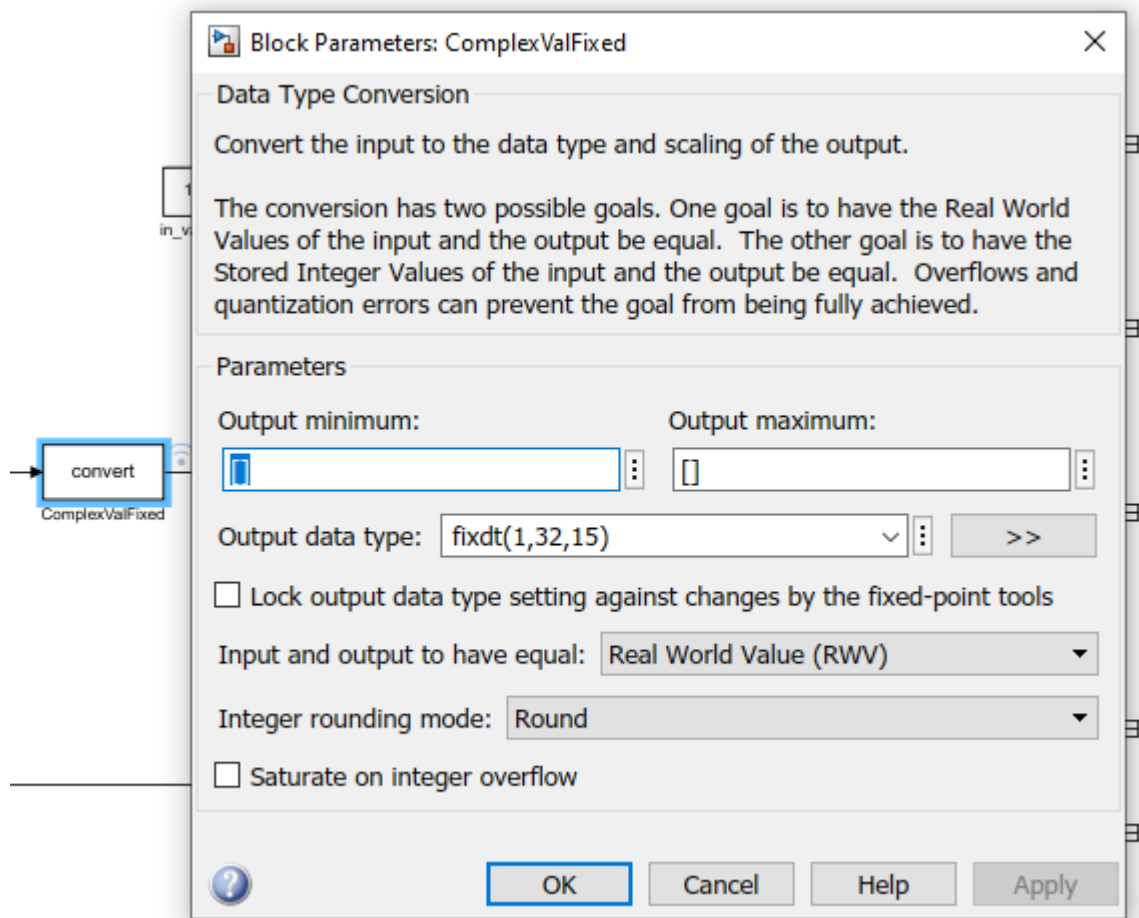 Block Parameters: ComplexValFixed
Data Type Conversion
Convert the input to the data type and scaling of the output.
The conversion has two possible goals. One goal is to have the Real World
Values of the input and the output be equal.  The other goal is to have the
Stored Integer Values of the input and the output be equal.  Overflows and
quantization errors can prevent the goal from being fully achieved.
1
in_v
Parameters
Output minimum:
Output maximum:
[]
[]
convert
ComplexValFixed
Output data type:
fixdt(1,32,15)
>>
Lock output data type setting against changes by the fixed-point tools
Input and output to have equal:
Real World Value (RWV)
Integer rounding mode:
Round
Saturate on integer overflow
?
OK
Cancel
Help
Apply